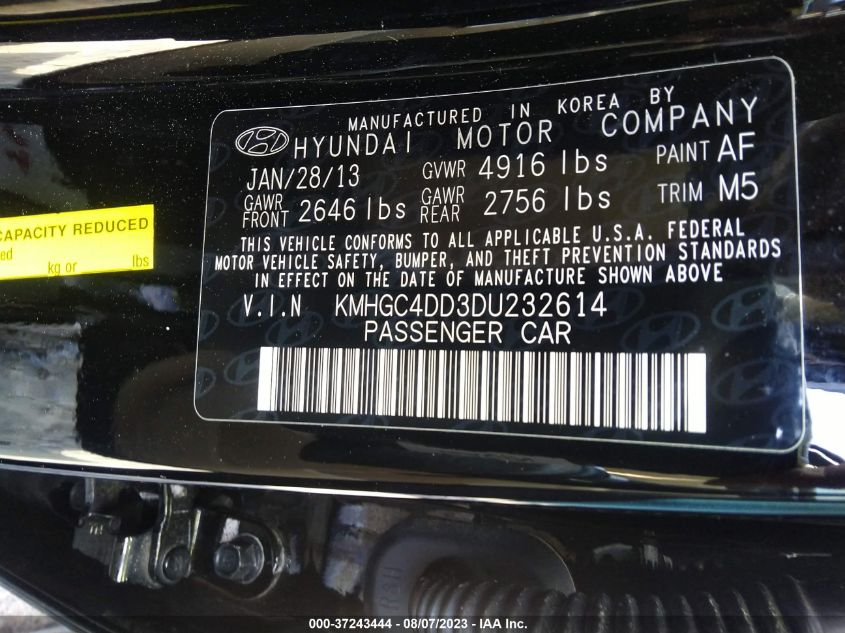 MANUFACTURED IN KOREA BY
HYUNDAI MOTOR COMPANY
JAN/28/13 GVWR 4916 lbs PAINT AF
GAWR FRONT 2646 lbs GAWR REAR 2756 lbs TRIM M5
THIS VEHICLE CONFORMS TO ALL APPLICABLE U.S.A. FEDERAL
MOTOR VEHICLE SAFETY, BUMPER, AND THEFT PREVENTION STANDARDS
IN EFFECT ON THE DATE OF MANUFACTURE SHOWN ABOVE
V.I.N KMHGC4DD3DU232614
PASSENGER CAR
CAPACITY REDUCED
kg or lbs
000-37243444 - 08/07/2023 - © IAA Inc.